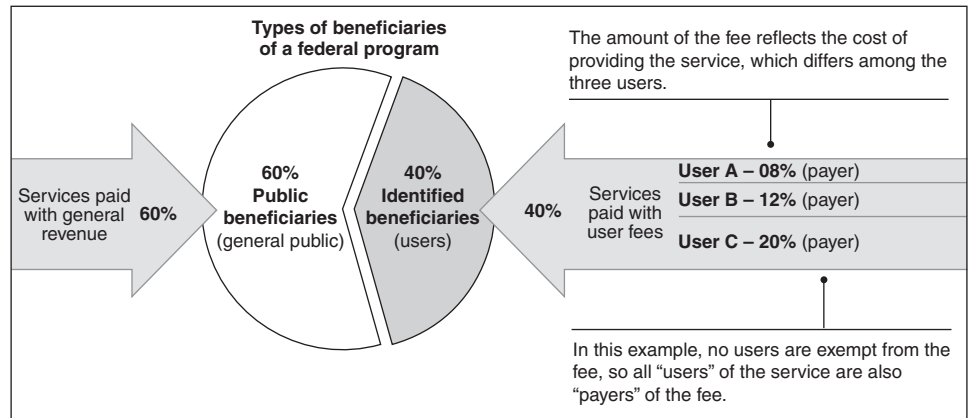 Types of beneficiaries
of a federal program
The amount of the fee reflects the cost of
providing the service, which differs among the
three users.
Services paid
with general
revenue
60%
60%
Public
beneficiaries
(general public)
40%
Identified
beneficiaries
(users)
40%
Services
paid with
user fees
User A – 08% (payer)
User B – 12% (payer)
User C – 20% (payer)
In this example, no users are exempt from the
fee, so all “users” of the service are also
“payers” of the fee.